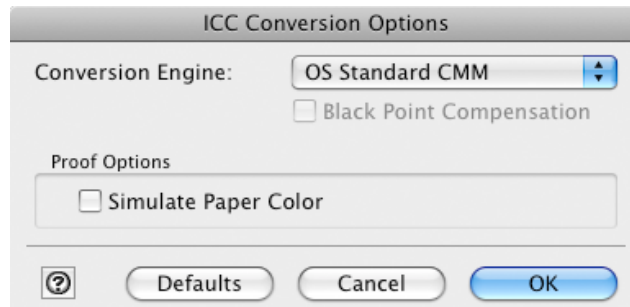 ICC Conversion Options
Conversion Engine: OS Standard CMM
Black Point Compensation
Proof Options
Simulate Paper Color
? Defaults Cancel OK